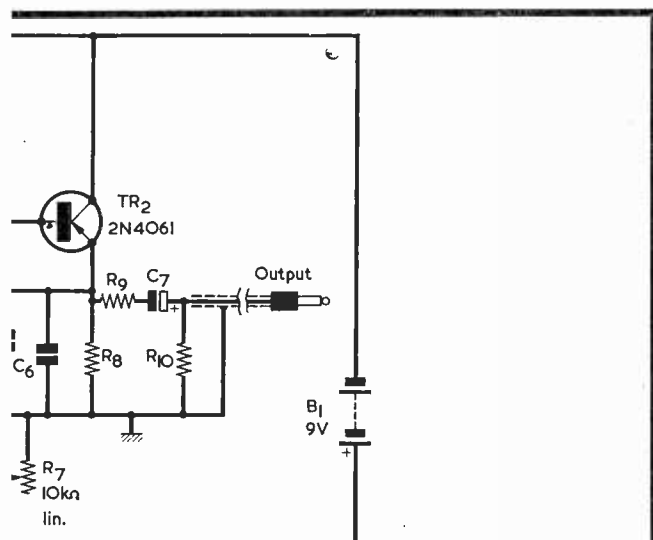 TR2
2N4061
R9
C7
+
Output
C6
R8
R10
B1
9V
+
R7
10kΩ
lin.